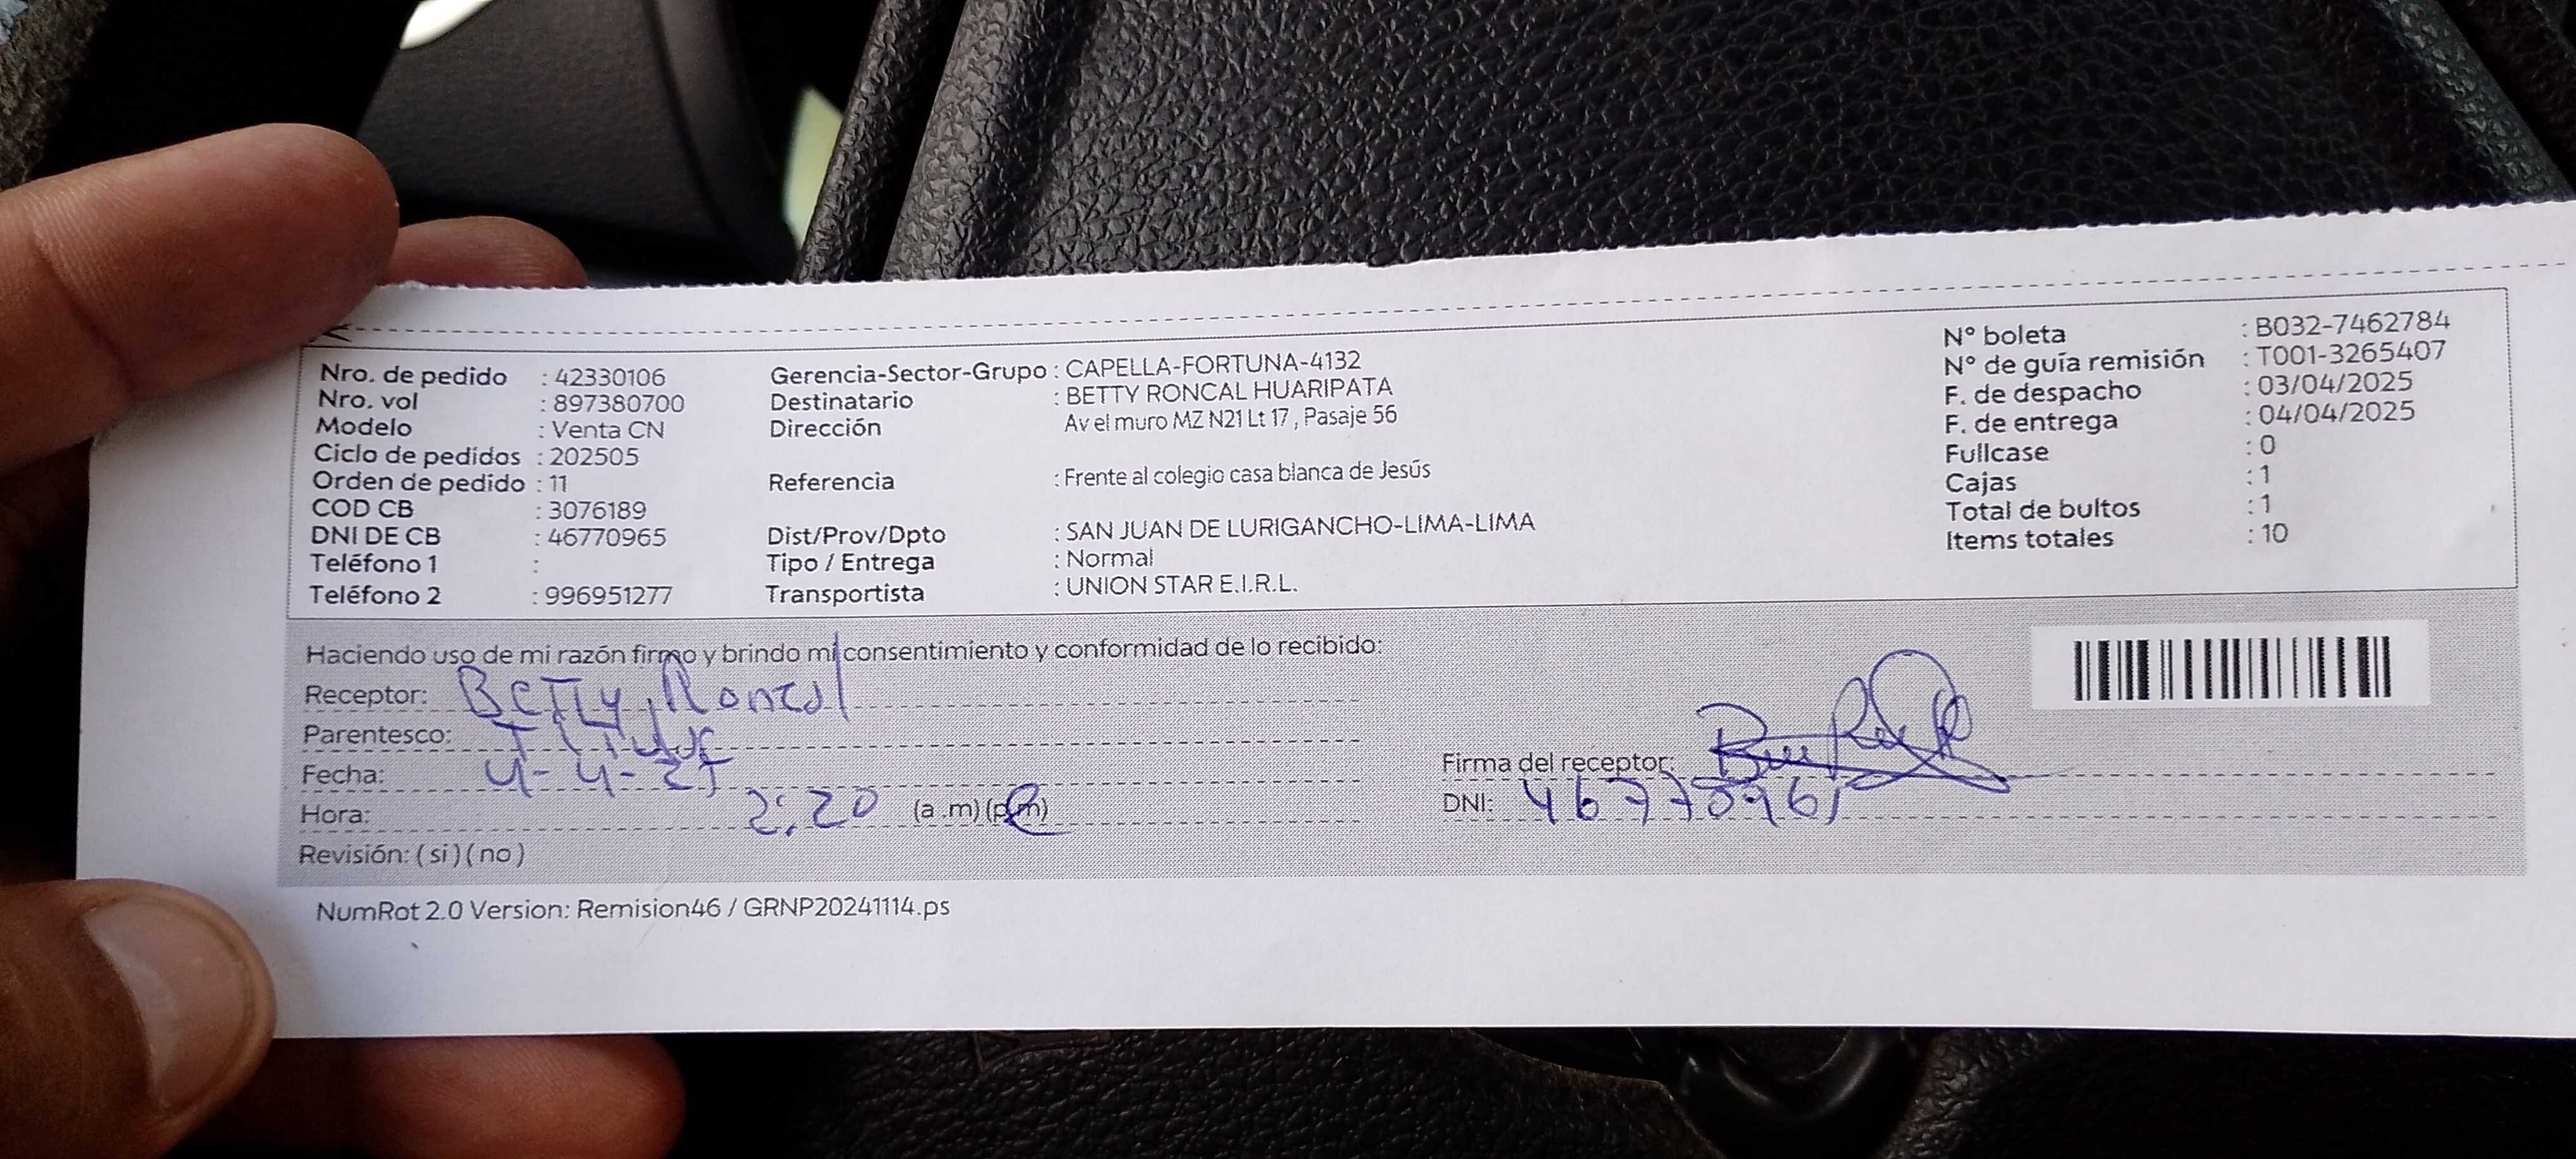 Nro. de pedido : 42330106
Nro. vol : 897380700
Modelo : Venta CN
Ciclo de pedidos : 202505
Orden de pedido : 11
COD CB : 3076189
DNI DE CB : 46770965
Teléfono 1 :
Teléfono 2 : 996951277
Gerencia-Sector-Grupo : CAPELLA-FORTUNA-4132
Destinatario : BETTY RONCAL HUARIPATA
Dirección Av el muro MZ N21 Lt 17, Pasaje 56
Referencia : Frente al colegio casa blanca de Jesús
Dist/Prov/Dpto : SAN JUAN DE LURIGANCHO-LIMA-LIMA
Tipo / Entrega : Normal
Transportista : UNION STAR E.I.R.L.
N° boleta : B032-7462784
N° de guía remisión : T001-3265407
F. de despacho : 03/04/2025
F. de entrega : 04/04/2025
Fullcase : 0
Cajas : 1
Total de bultos : 1
Items totales : 10
Haciendo uso de mi razón firmo y brindo mi consentimiento y conformidad de lo recibido:
Receptor: Betty Roncal
Parentesco:
Fecha: 4-4-25
Hora: 2:20 (a.m)(p.m)
Revisión: (si)(no)
Firma del receptor:
DNI: 46770965
NumRot 2.0 Version: Remision46 / GRNP20241114.ps